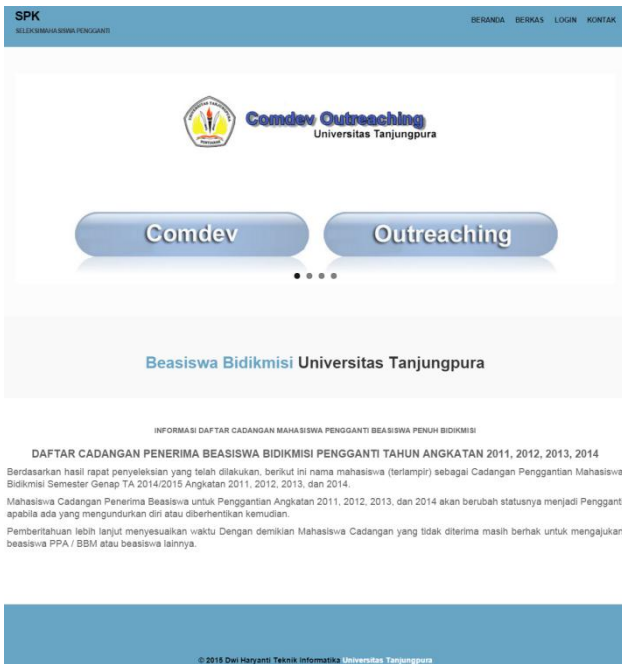 SPK
SELEKSI MAHASISWA PENGGANTI
BERANDA BERKAS LOGIN KONTAK
Comdev Outreaching
Universitas Tanjungpura
Comdev
Outreaching
Beasiswa Bidikmisi Universitas Tanjungpura
INFORMASI DAFTAR CADANGAN MAHASISWA PENGGANTI BEASISWA PENUH BIDIKMISI
DAFTAR CADANGAN PENERIMA BEASISWA BIDIKMISI PENGGANTI TAHUN ANGKATAN 2011, 2012, 2013, 2014
Berdasarkan hasil rapat penyeleksian yang telah dilakukan, berikut ini nama mahasiswa (terlampir) sebagai Cadangan Penggantian Mahasiswa
Bidikmisi Semester Genap TA 2014/2015 Angkatan 2011, 2012, 2013, dan 2014.
Mahasiswa Cadangan Penerima Beasiswa untuk Penggantian Angkatan 2011, 2012, 2013, dan 2014 akan berubah statusnya menjadi Pengganti
apabila ada yang mengundurkan diri atau diberhentikan kemudian.
Pemberitahuan lebih lanjut menyesuaikan waktu Dengan demikian Mahasiswa Cadangan yang tidak diterima masih berhak untuk mengajukan
beasiswa PPA / BBM atau beasiswa lainnya.
© 2015 Dwi Haryanti Teknik Informatika Universitas Tanjungpura